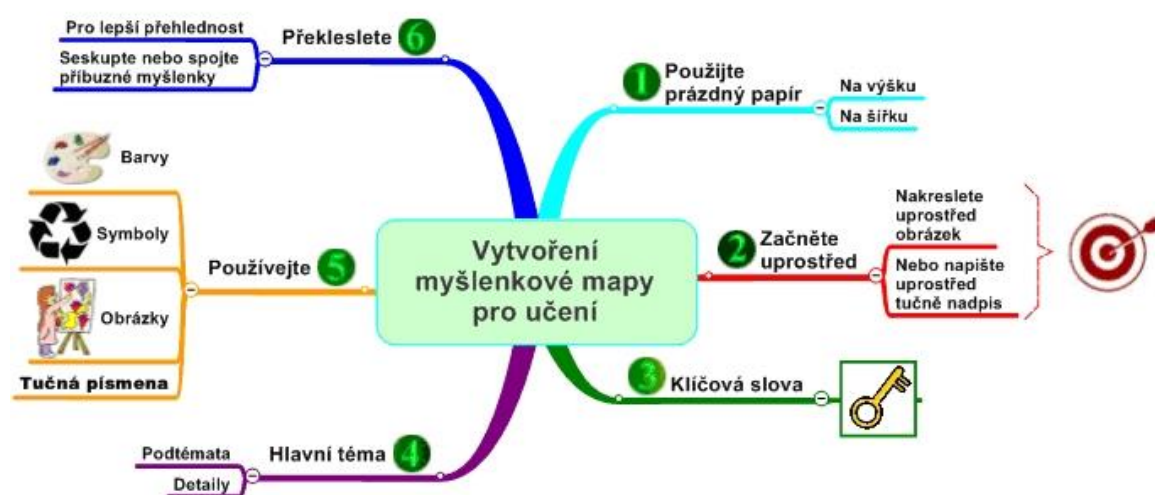 Vytvoření
myšlenkové mapy
pro učení
1
Použijte
prázdný papír
Na výšku
Na šířku
2
Začněte
uprostřed
Nakreslete
uprostřed
obrázek
Nebo napište
uprostřed
tučně nadpis
3
Klíčová slova
4
Hlavní téma
Podtémata
Detaily
5
Používejte
Barvy
Symboly
Obrázky
Tučná písmena
6
Překleslete
Pro lepší přehlednost
Seskupte nebo spojte
příbuzné myšlenky